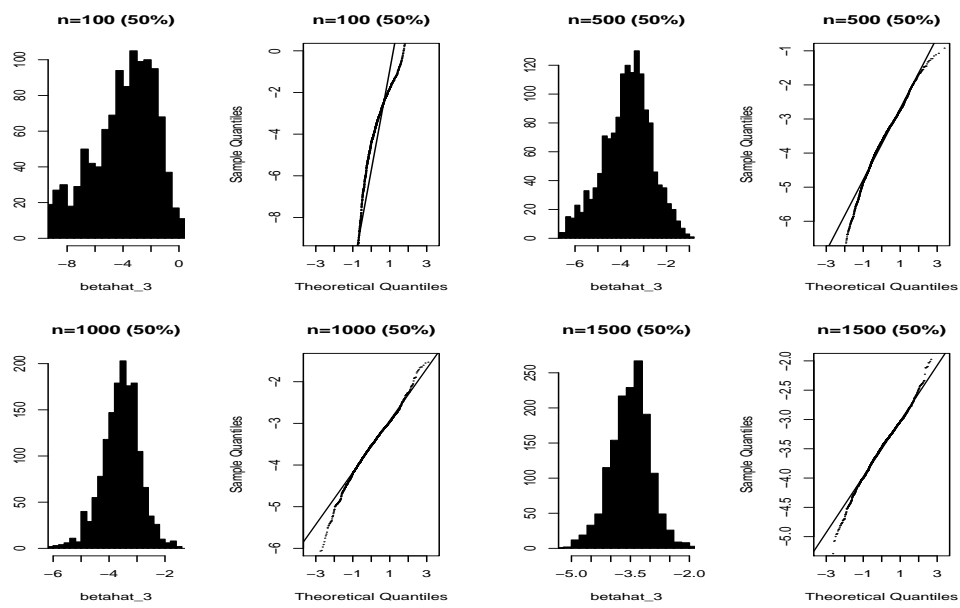 n=100 (50%)
0 20 40 60 80 100
−8 −4 0
betahat_3
n=100 (50%)
Sample Quantiles
−8 −6 −4 −2 0
−3 −1 1 3
Theoretical Quantiles
n=500 (50%)
0 20 40 60 80 100 120
−6 −4 −2
betahat_3
n=500 (50%)
Sample Quantiles
−6 −5 −4 −3 −2 −1
−3 −1 1 3
Theoretical Quantiles
n=1000 (50%)
0 50 100 150 200
−6 −4 −2
betahat_3
n=1000 (50%)
Sample Quantiles
−6 −5 −4 −3 −2
−3 −1 1 3
Theoretical Quantiles
n=1500 (50%)
0 50 100 150 200 250
−5.0 −3.5 −2.0
betahat_3
n=1500 (50%)
Sample Quantiles
−5.0 −4.5 −4.0 −3.5 −3.0 −2.5 −2.0
−3 −1 1 3
Theoretical Quantiles